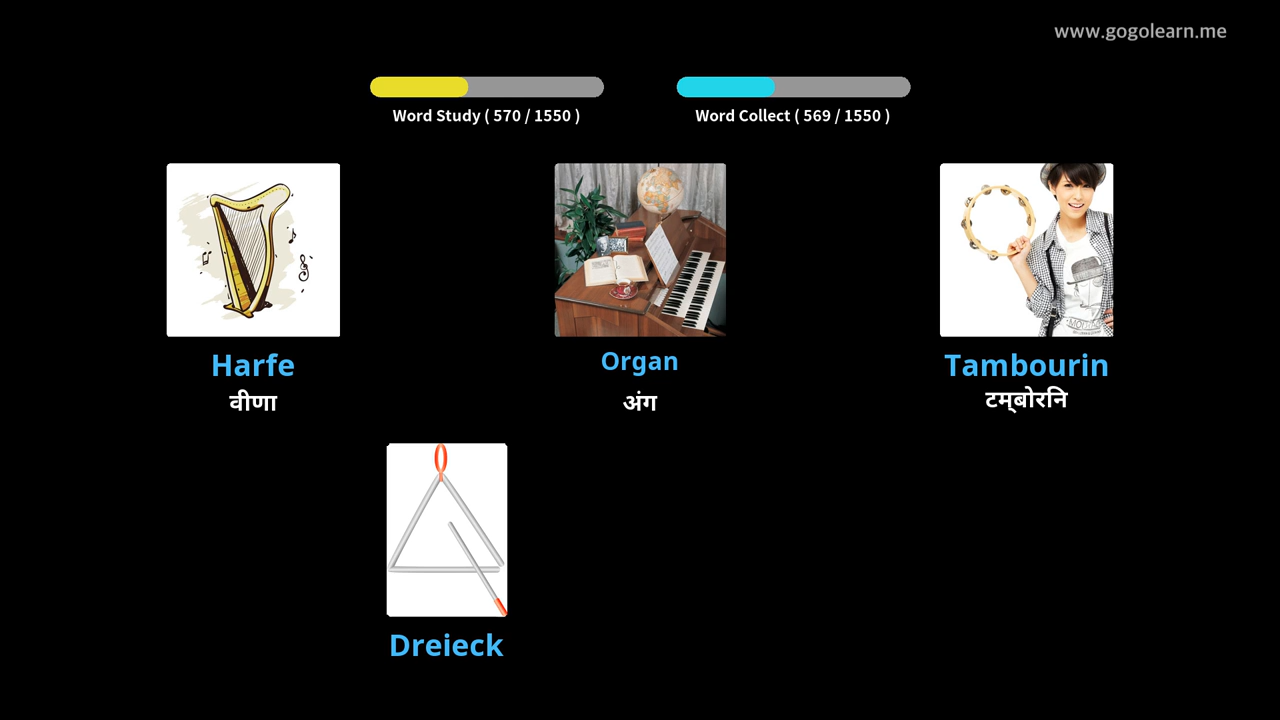 www.gogolearn.me
Word Study ( 570 / 1550 )
Word Collect ( 569 / 1550 )
Harfe
Organ
Tambourin
वीणा
अंग
टम्बोरनि
Dreieck